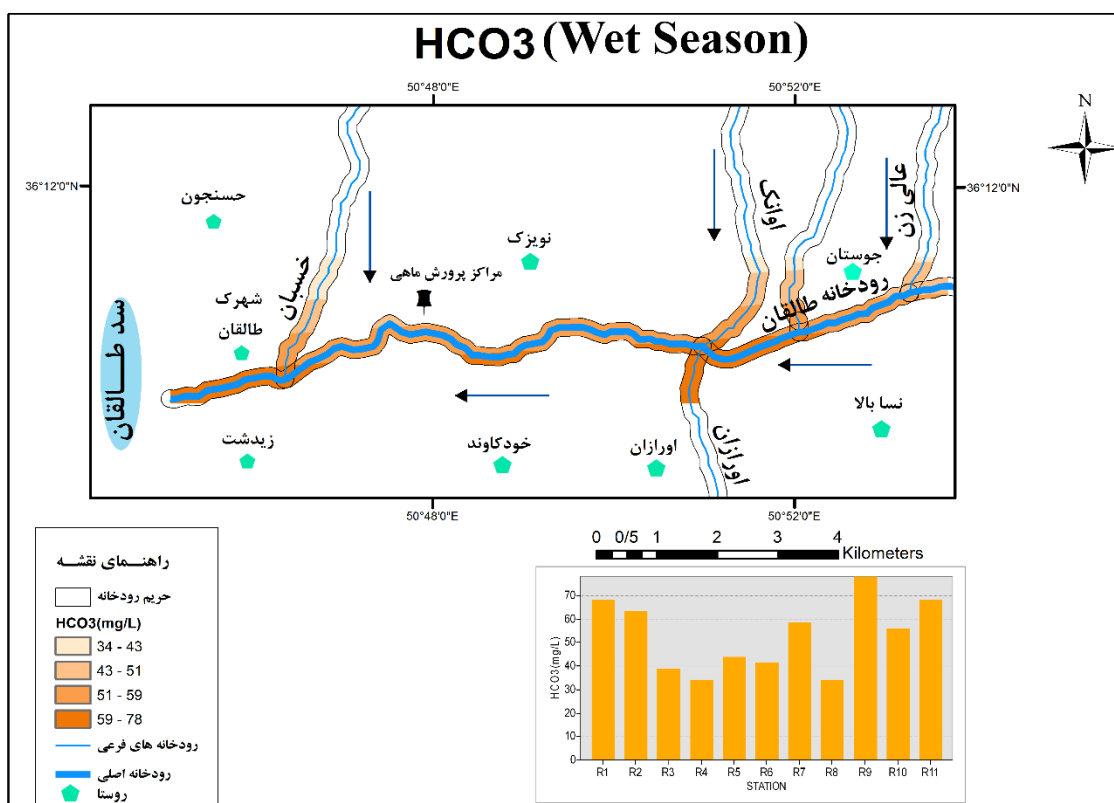 HCO3 (Wet Season)
50°48'0"E
50°52'0"E
N
36°12'0"N
36°12'0"N
حسنجون
نویزک
مراکز پرورش ماهی
خسبان
اوانک
عالی زن
جوستان
رودخانه طالقان
شهرک
طالقان
سد طالقان
زیدشت
خودکاوند
اورازان
اورازان
نسا بالا
50°48'0"E
50°52'0"E
0 0/5 1 2 3 4
Kilometers
راهنمای نقشه
حریم رودخانه
HCO3(mg/L)
34 - 43
43 - 51
51 - 59
59 - 78
رودخانه های فرعی
رودخانه اصلی
روستا
HCO3(mg/L)
70
60
50
40
30
20
10
0
R1 R2 R3 R4 R5 R6 R7 R8 R9 R10 R11
STATION